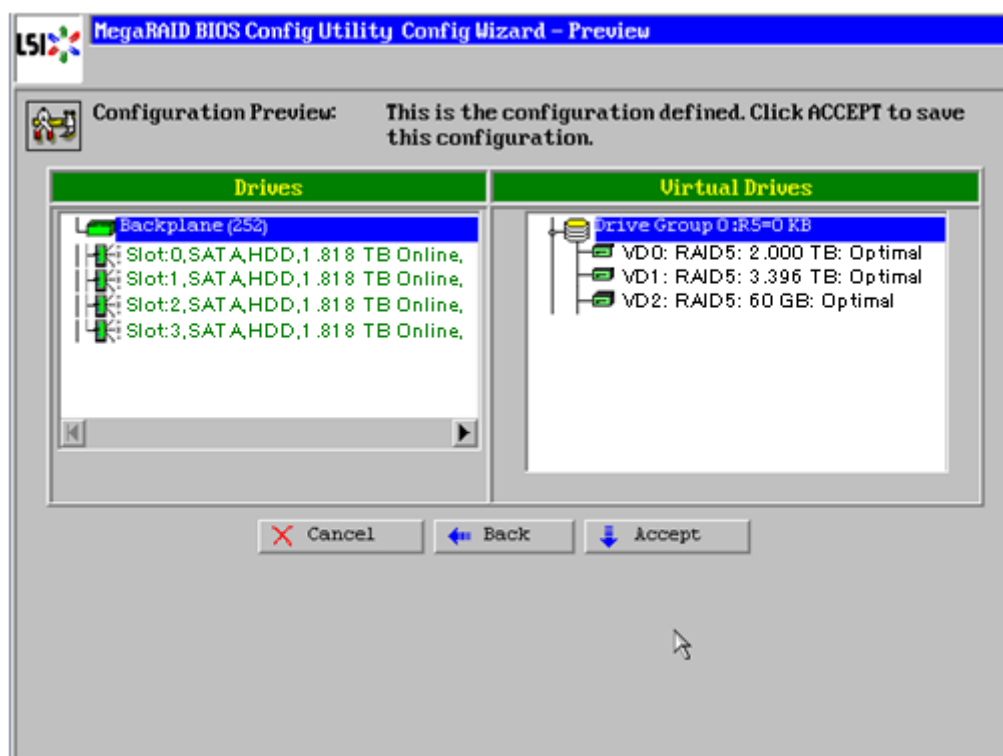 LSI
MegaRAID BIOS Config Utility Config Wizard - Preview
Configuration Preview:
This is the configuration defined. Click ACCEPT to save
this configuration.
Drives
Backplane (252)
Slot:0,SATA,HDD,1.818 TB Online,
Slot:1,SATA,HDD,1.818 TB Online,
Slot:2,SATA,HDD,1.818 TB Online,
Slot:3,SATA,HDD,1.818 TB Online,
Virtual Drives
Drive Group 0 :R5=0 KB
VD0: RAID5: 2.000 TB: Optimal
VD1: RAID5: 3.396 TB: Optimal
VD2: RAID5: 60 GB: Optimal
Cancel
Back
Accept